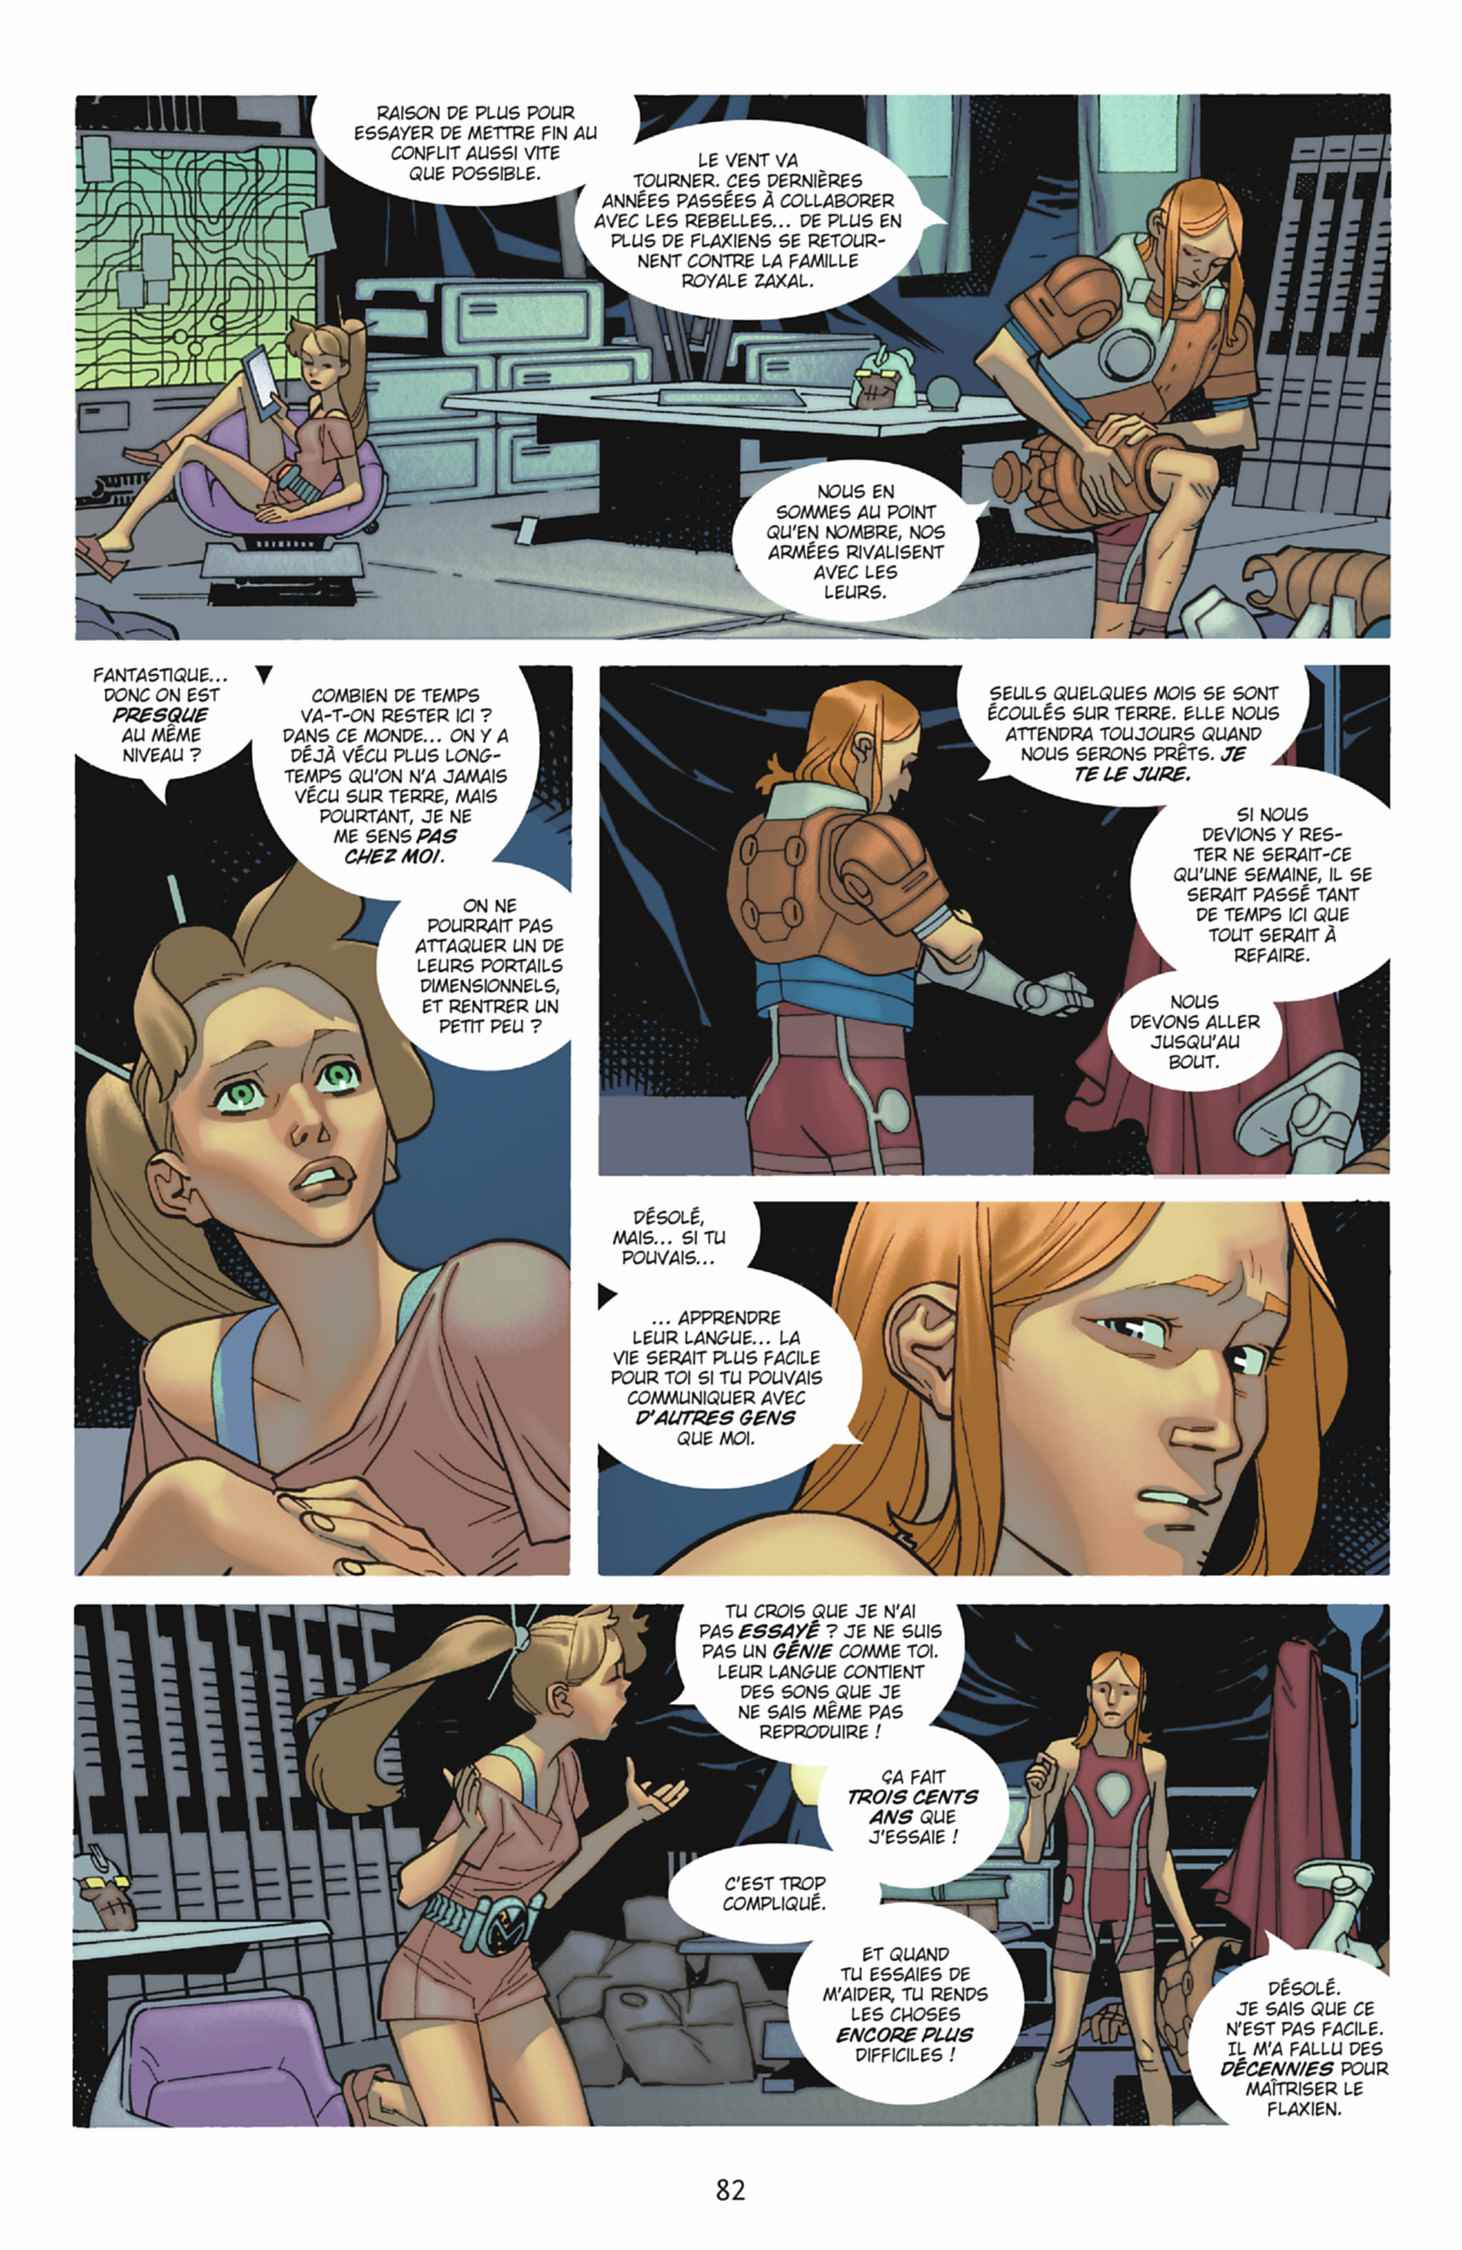 RAISON DE PLUS POUR
ESSAYER DE METTRE FIN AU
CONFLIT AUSSI VITE
QUE POSSIBLE.
LE VENT VA
TOURNER. CES DERNIÈRES
ANNÉES PASSÉES À COLLABORER
AVEC LES REBELLES... DE PLUS EN
PLUS DE FLAXIENS SE RETOUR-
NENT CONTRE LA FAMILLE
ROYALE ZAXAL.
NOUS EN
SOMMES AU POINT
QU'EN NOMBRE, NOS
ARMÉES RIVALISENT
AVEC LES
LEURS.
FANTASTIQUE...
DONC ON EST
PRESQUE
AU MÊME
NIVEAU ?
COMBIEN DE TEMPS
VA-T-ON RESTER ICI ?
DANS CE MONDE... ON Y A
DÉJÀ VÉCU PLUS LONG-
TEMPS QU'ON N'A JAMAIS
VÉCU SUR TERRE, MAIS
POURTANT, JE NE
ME SENS PAS
CHEZ MOI.
ON NE
POURRAIT PAS
ATTAQUER UN DE
LEURS PORTAILS
DIMENSIONNELS,
ET RENTRER UN
PETIT PEU ?
SEULS QUELQUES MOIS SE SONT
ÉCOULÉS SUR TERRE. ELLE NOUS
ATTENDRA TOUJOURS QUAND
NOUS SERONS PRÊTS. JE
TE LE JURE.
SI NOUS
DEVIONS Y RES-
TER NE SERAIT-CE
QU'UNE SEMAINE, IL SE
SERAIT PASSÉ TANT
DE TEMPS ICI QUE
TOUT SERAIT À
REFAIRE.
NOUS
DEVONS ALLER
JUSQU'AU
BOUT.
DÉSOLÉ,
MAIS... SI TU
POUVAIS...
... APPRENDRE
LEUR LANGUE... LA
VIE SERAIT PLUS FACILE
POUR TOI SI TU POUVAIS
COMMUNIQUER AVEC
D'AUTRES GENS
QUE MOI.
TU CROIS QUE JE N'AI
PAS ESSAYÉ ? JE NE SUIS
PAS UN GÉNIE COMME TOI.
LEUR LANGUE CONTIENT
DES SONS QUE JE
NE SAIS MÊME PAS
REPRODUIRE !
ÇA FAIT
TROIS CENTS
ANS QUE
J'ESSAIE !
C'EST TROP
COMPLIQUÉ.
ET QUAND
TU ESSAIES DE
M'AIDER, TU RENDS
LES CHOSES
ENCORE PLUS
DIFFICILES !
DÉSOLÉ.
JE SAIS QUE CE
N'EST PAS FACILE.
IL M'A FALLU DES
DÉCENNIES POUR
MAÎTRISER LE
FLAXIEN.
82